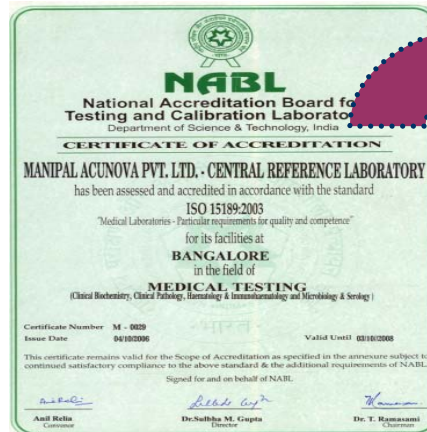 NABL
National Accreditation Board for
Testing and Calibration
Department of Science & Technology, India
CERTIFICATE OF ACCREDITATION
MANIPAL ACUNOVA PVT. LTD. - CENTRAL REFERENCE LABORATORY
has been assessed and accredited in accordance with the standard
ISO 15189:2003
"Medical Laboratories - Particular requirements for quality and competence"
for its facilities at
BANGALORE
in the field of
MEDICAL TESTING
(Clinical Biochemistry, Clinical Pathology, Haematology & Immunohaematology and Microbiology & Serology )
Certificate Number M - 0029
Issue Date 04/10/2006 Valid Until 03/10/2008
This certificate remains valid for the Scope of Accreditation as specified in the annexure subject to
continued satisfactory compliance to the above standard & the additional requirements of NABL.
Signed for and on behalf of NABL
Anil Relia Dr.Sulbha M. Gupta Dr. T. Ramasami
Convenor Director Chairman